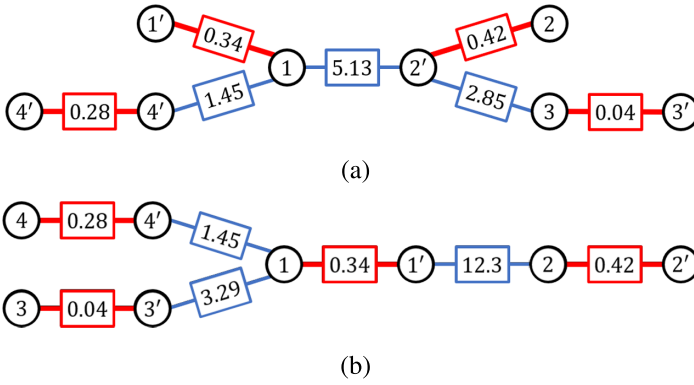 1′ 0.34 0.42 2
1 5.13 2′
4′ 0.28 4′ 1.45 2.85 3 0.04 3′
(a)
4 0.28 4′ 1.45
1 0.34 1′ 12.3 2 0.42 2′
3 0.04 3′ 3.29
(b)